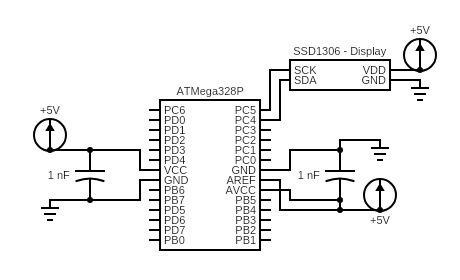 +5V
SSD1306 - Display
SCK VDD
SDA GND
ATMega328P
+5V
PC6 PC5
PD0 PC4
PD1 PC3
PD2 PC2
PD3 PC1
PD4 PC0
VCC GND
1 nF GND AREF 1 nF
PB6 AVCC
PB7 PB5
PD5 PB4
PD6 PB3 +5V
PD7 PB2
PB0 PB1